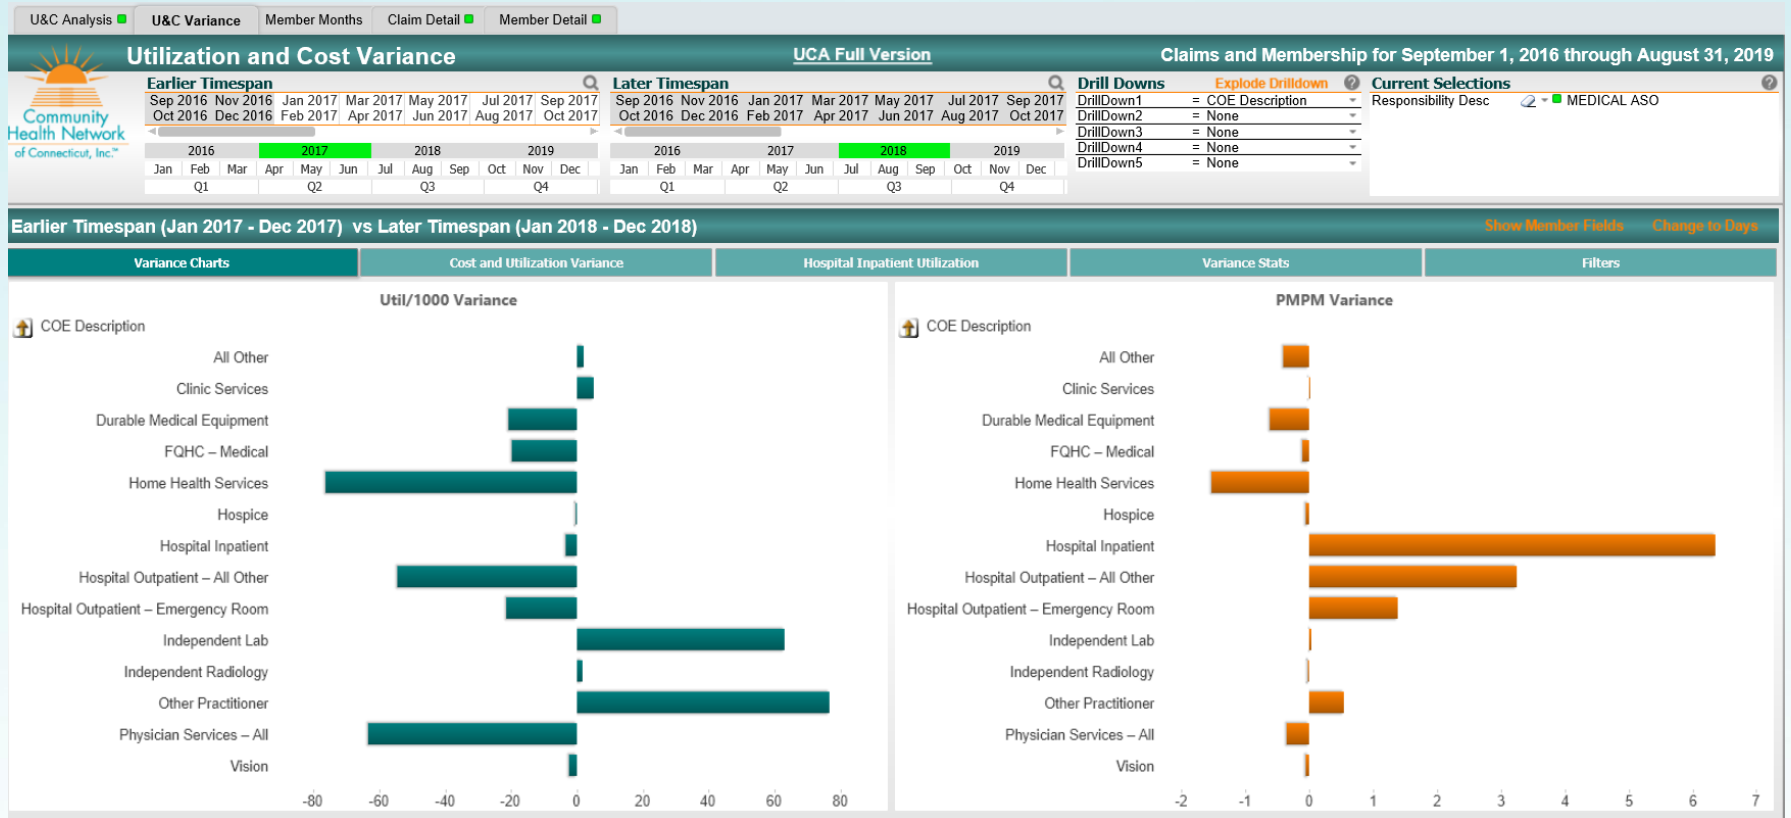 U&C Analysis
U&C Variance
Member Months
Claim Detail
Member Detail
Utilization and Cost Variance
UCA Full Version
Claims and Membership for September 1, 2016 through August 31, 2019
Community
Health Network
of Connecticut, Inc.™
Earlier Timespan
Sep 2016 Nov 2016 Jan 2017 Mar 2017 May 2017 Jul 2017 Sep 2017
Oct 2016 Dec 2016 Feb 2017 Apr 2017 Jun 2017 Aug 2017 Oct 2017
2016 2017 2018 2019
Jan Feb Mar Apr May Jun Jul Aug Sep Oct Nov Dec
Q1 Q2 Q3 Q4
Later Timespan
Sep 2016 Nov 2016 Jan 2017 Mar 2017 May 2017 Jul 2017 Sep 2017
Oct 2016 Dec 2016 Feb 2017 Apr 2017 Jun 2017 Aug 2017 Oct 2017
2016 2017 2018 2019
Jan Feb Mar Apr May Jun Jul Aug Sep Oct Nov Dec
Q1 Q2 Q3 Q4
Drill Downs Explode Drilldown ?
DrillDown1 = COE Description
DrillDown2 = None
DrillDown3 = None
DrillDown4 = None
DrillDown5 = None
Current Selections ?
Responsibility Desc MEDICAL ASO
Earlier Timespan (Jan 2017 - Dec 2017) vs Later Timespan (Jan 2018 - Dec 2018)
Show Member Fields
Change to Days
Variance Charts
Cost and Utilization Variance
Hospital Inpatient Utilization
Variance Stats
Filters
Util/1000 Variance
COE Description
All Other
Clinic Services
Durable Medical Equipment
FQHC – Medical
Home Health Services
Hospice
Hospital Inpatient
Hospital Outpatient – All Other
Hospital Outpatient – Emergency Room
Independent Lab
Independent Radiology
Other Practitioner
Physician Services – All
Vision
-80 -60 -40 -20 0 20 40 60 80
PMPM Variance
COE Description
All Other
Clinic Services
Durable Medical Equipment
FQHC – Medical
Home Health Services
Hospice
Hospital Inpatient
Hospital Outpatient – All Other
Hospital Outpatient – Emergency Room
Independent Lab
Independent Radiology
Other Practitioner
Physician Services – All
Vision
-2 -1 0 1 2 3 4 5 6 7